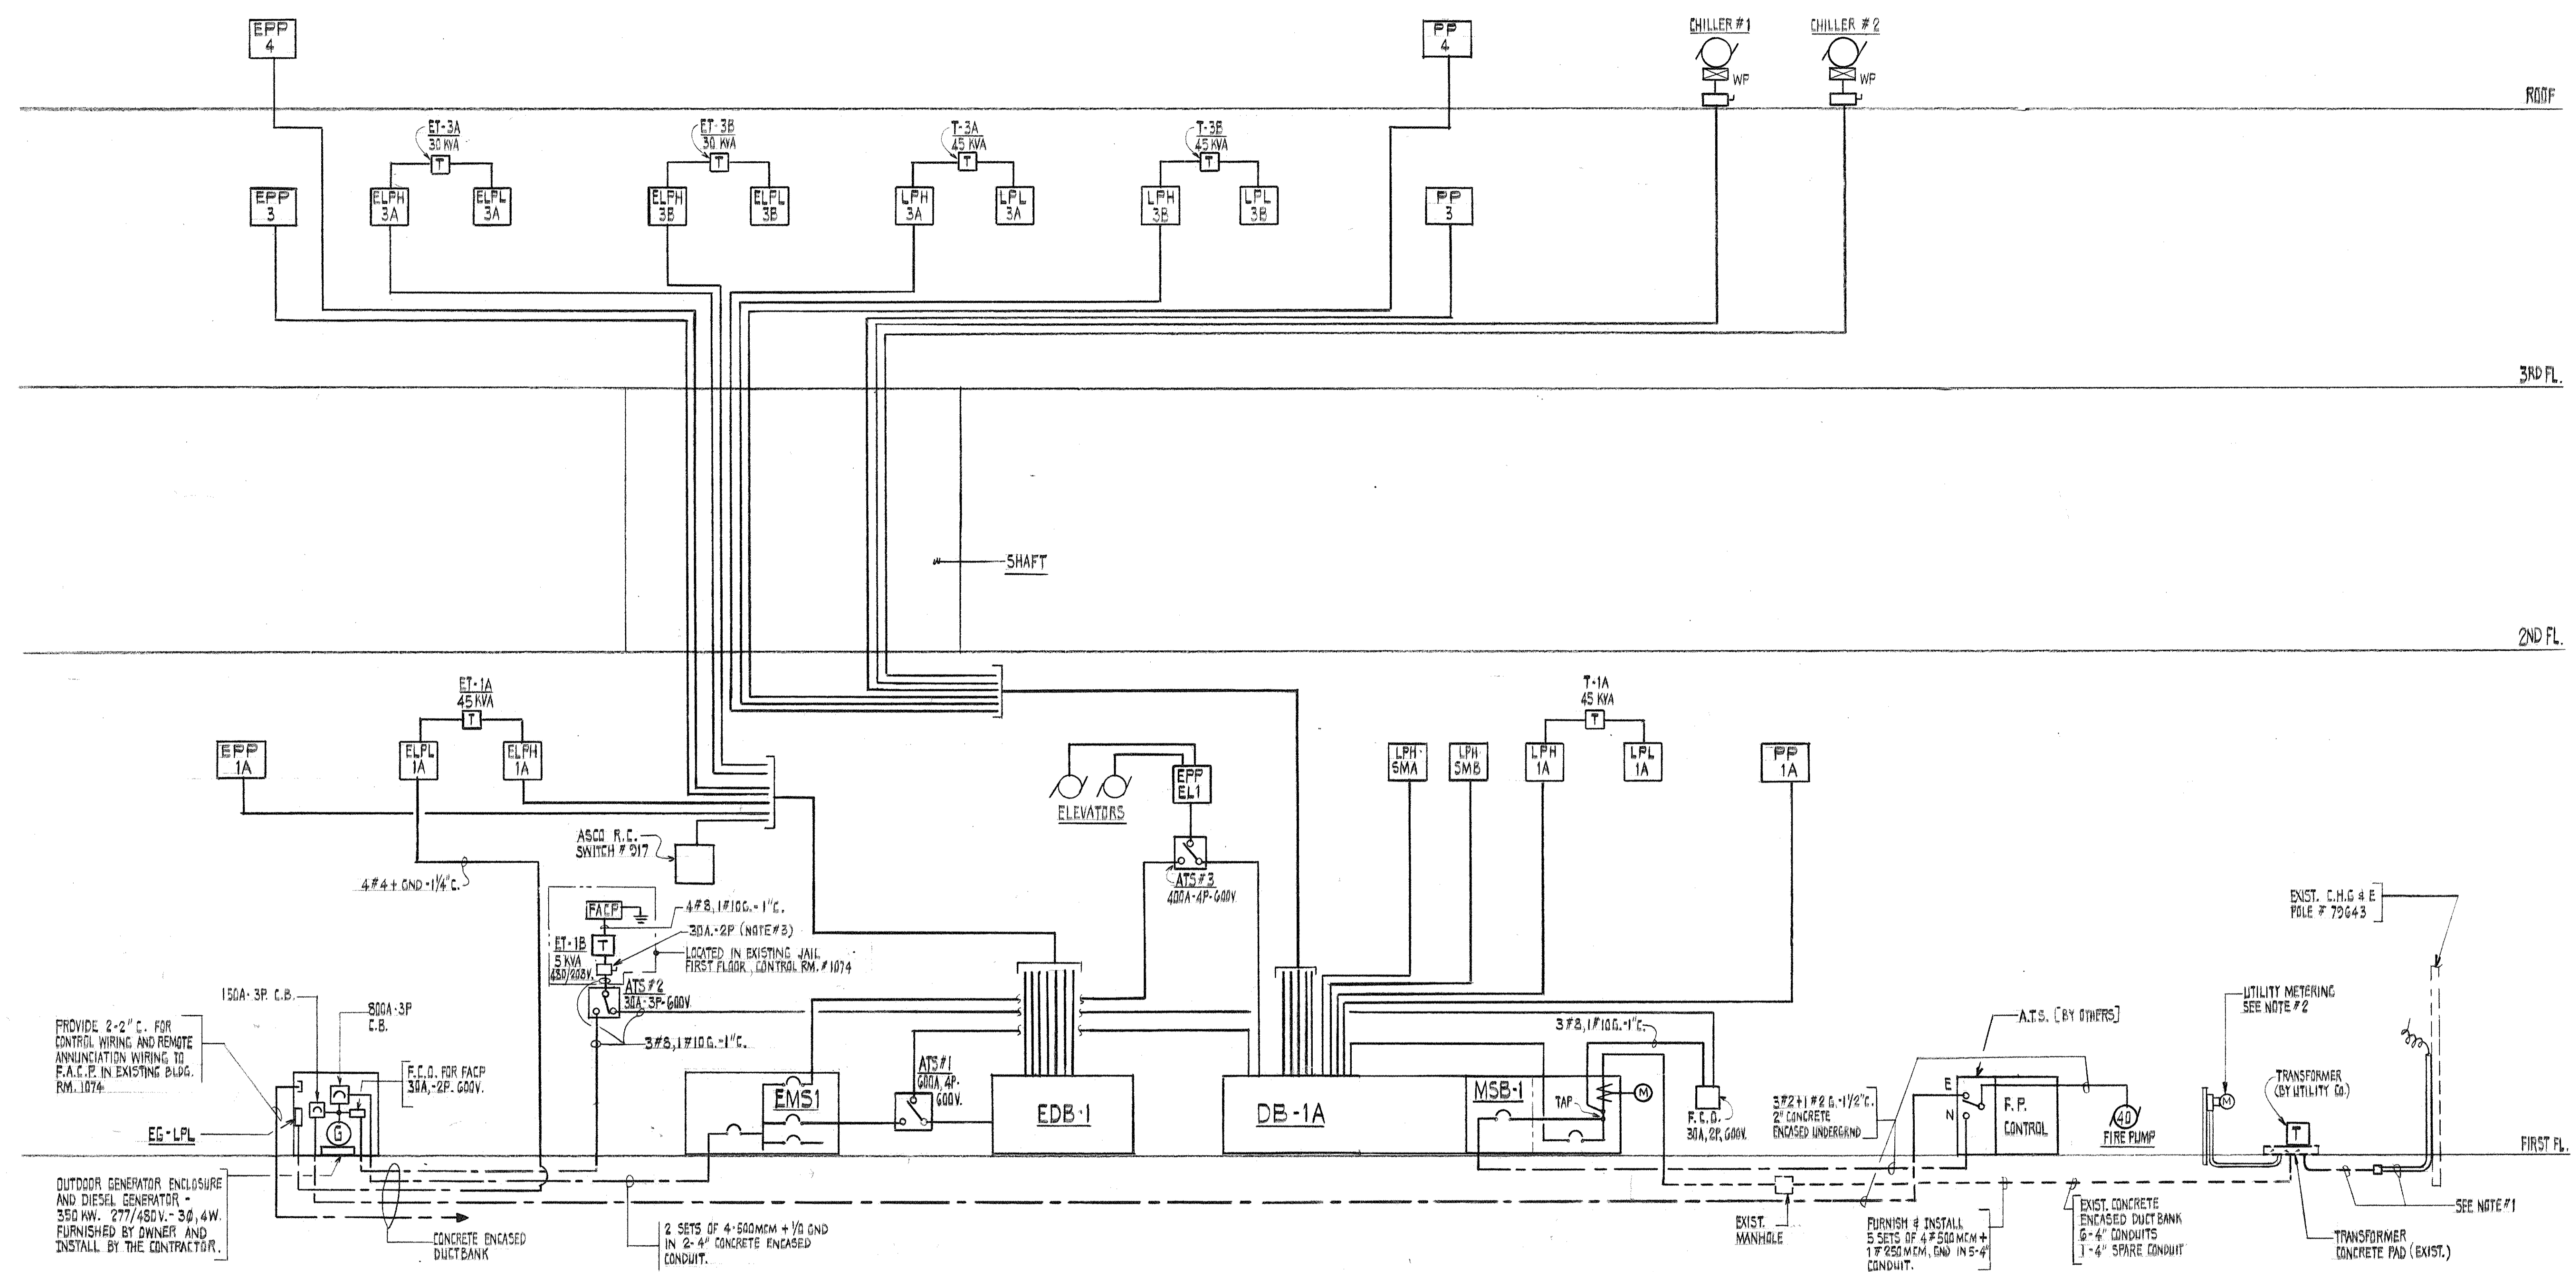 EPP
4
PP
4
CHILLER #1
CHILLER #2
WP
WP
ROOF
ET-3A
30 KVA
T
ET-3B
30 KVA
T
T-3A
45 KVA
T
T-3B
45 KVA
T
EPP
3
ELPH
3A
ELPL
3A
ELPH
3B
ELPL
3B
LPH
3A
LPL
3A
LPH
3B
LPL
3B
PP
3
3RD FL.
SHAFT
2ND FL.
ET-1A
45 KVA
T
T-1A
45 KVA
T
EPP
1A
ELPL
1A
ELPH
1A
EPP
EL1
ELEVATORS
LPH
SMA
LPH
SMB
LPH
1A
LPL
1A
PP
1A
ASCO R.C.
SWITCH # 917
4#4 + GND - 1¼"C.
ATS#3
400A-4P-600V.
FACP
4#8, 1#10G. - 1"C.
30A.-2P (NOTE#3)
LOCATED IN EXISTING JAIL
FIRST FLOOR, CONTROL RM. # 1074
ET-1B
5 KVA
480/208V.
T
ATS#2
30A-3P-600V.
3#8, 1#10G. - 1"C.
EXIST. C.H.G & E
POLE # 79643
150A - 3P. C.B.
800A - 3P
C.B.
PROVIDE 2-2" C. FOR
CONTROL WIRING AND REMOTE
ANNUNCIATION WIRING TO
F.A.C.P. IN EXISTING BLDG.
RM. 1074
F.C.O. FOR FACP
30A,-2P- 600V.
EG-LPL
G
EMS1
ATS#1
600A, 4P-
600V.
EDB-1
DB-1A
MSB-1
TAP
M
3#8, 1#10G. - 1"C.
F.C.O.
30A, 2P, 600V.
3#2 + 1#2 G. - 1½"C.
2" CONCRETE
ENCASED UNDERGRND
A.T.S. [BY OTHERS]
E
N
F.P.
CONTROL
40
FIRE PUMP
UTILITY METERING
SEE NOTE #2
M
TRANSFORMER
(BY UTILITY CO.)
T
FIRST FL.
OUTDOOR GENERATOR ENCLOSURE
AND DIESEL GENERATOR -
350 KW. 277/480V. - 3Ø, 4W.
FURNISHED BY OWNER AND
INSTALL BY THE CONTRACTOR.
CONCRETE ENCASED
DUCTBANK
2 SETS OF 4-500MCM + 1/0 GND
IN 2-4" CONCRETE ENCASED
CONDUIT.
EXIST.
MANHOLE
FURNISH & INSTALL
5 SETS OF 4#500MCM +
1#250MCM, GND IN 5-4"
CONDUIT.
EXIST. CONCRETE
ENCASED DUCTBANK
6-4" CONDUITS
1-4" SPARE CONDUIT
SEE NOTE #1
TRANSFORMER
CONCRETE PAD (EXIST.)